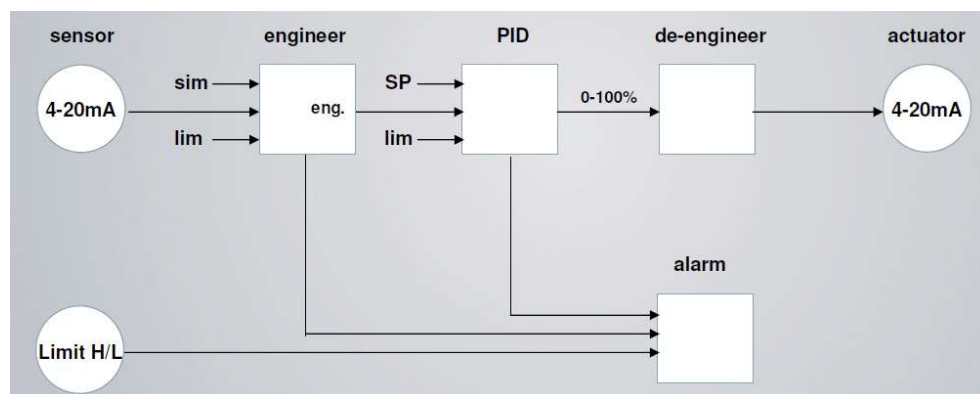 sensor
engineer
PID
de-engineer
actuator
sim
SP
0-100%
4-20mA
eng.
4-20mA
lim
lim
alarm
Limit H/L